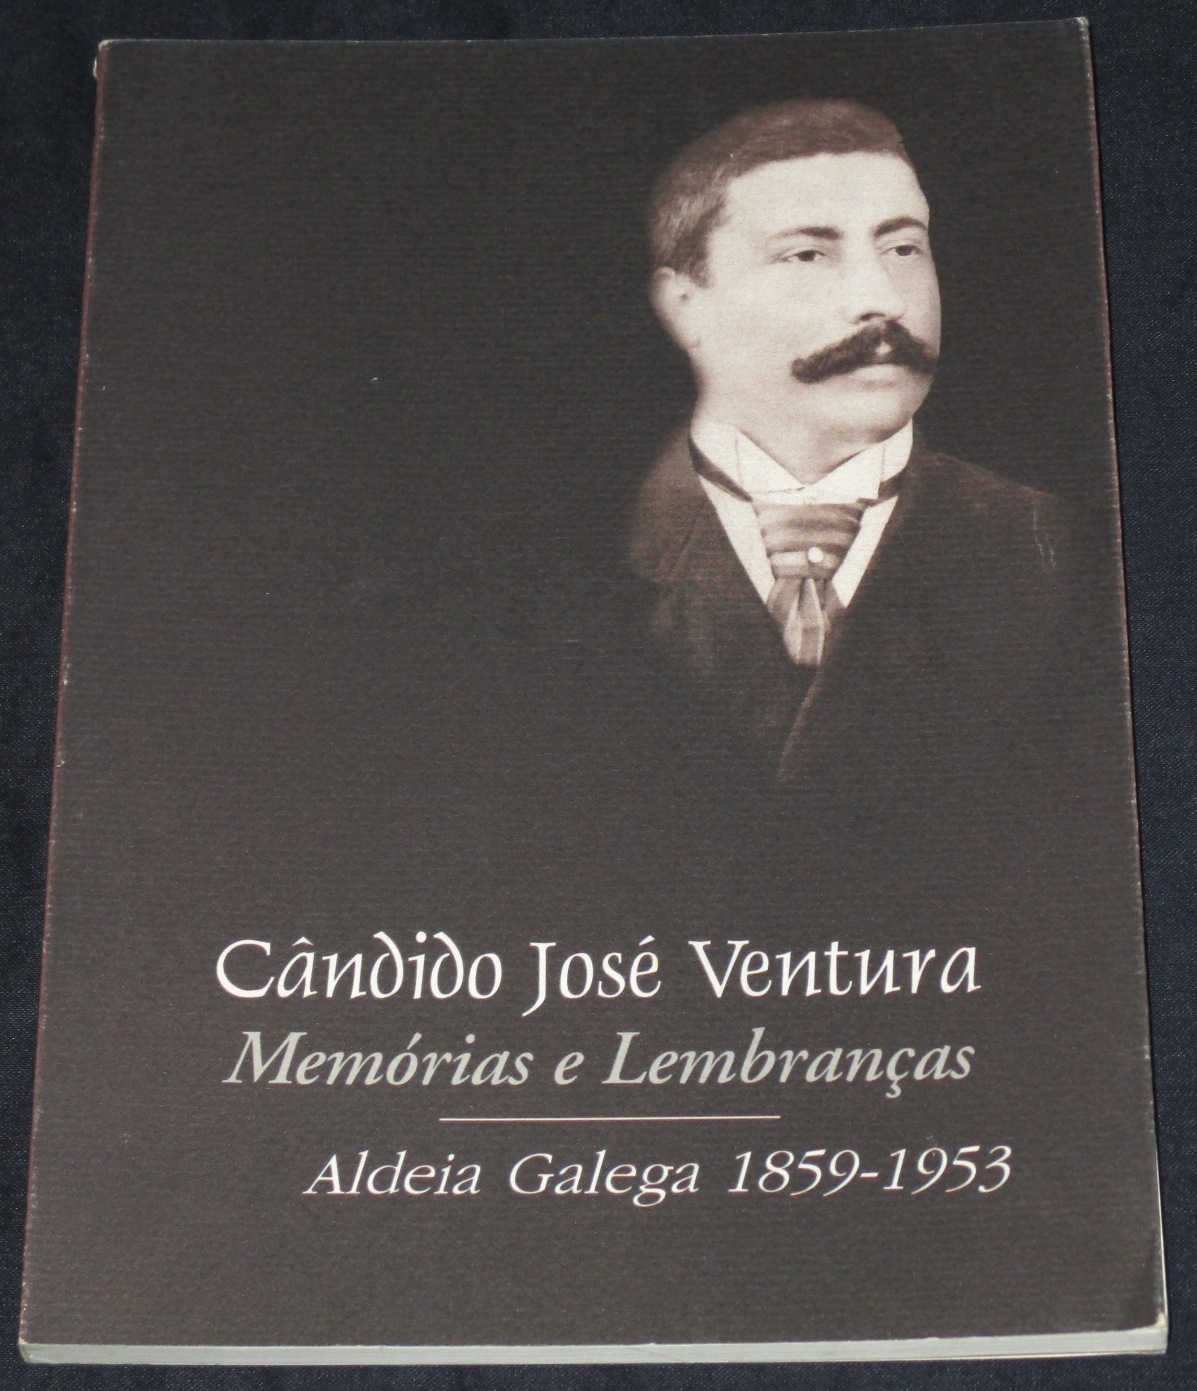 Cândido José Ventura
Memórias e Lembranças
Aldeia Galega 1859-1953